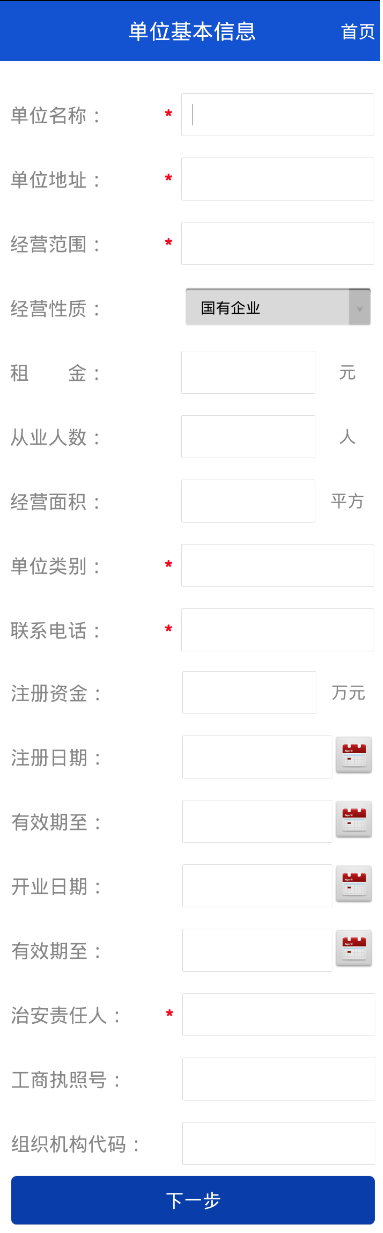 单位基本信息 首页
单位名称： *
单位地址： *
经营范围： *
经营性质： 国有企业
租 金： 元
从业人数： 人
经营面积： 平方
单位类别： *
联系电话： *
注册资金： 万元
注册日期：
有效期至：
开业日期：
有效期至：
治安责任人： *
工商执照号：
组织机构代码：
下一步